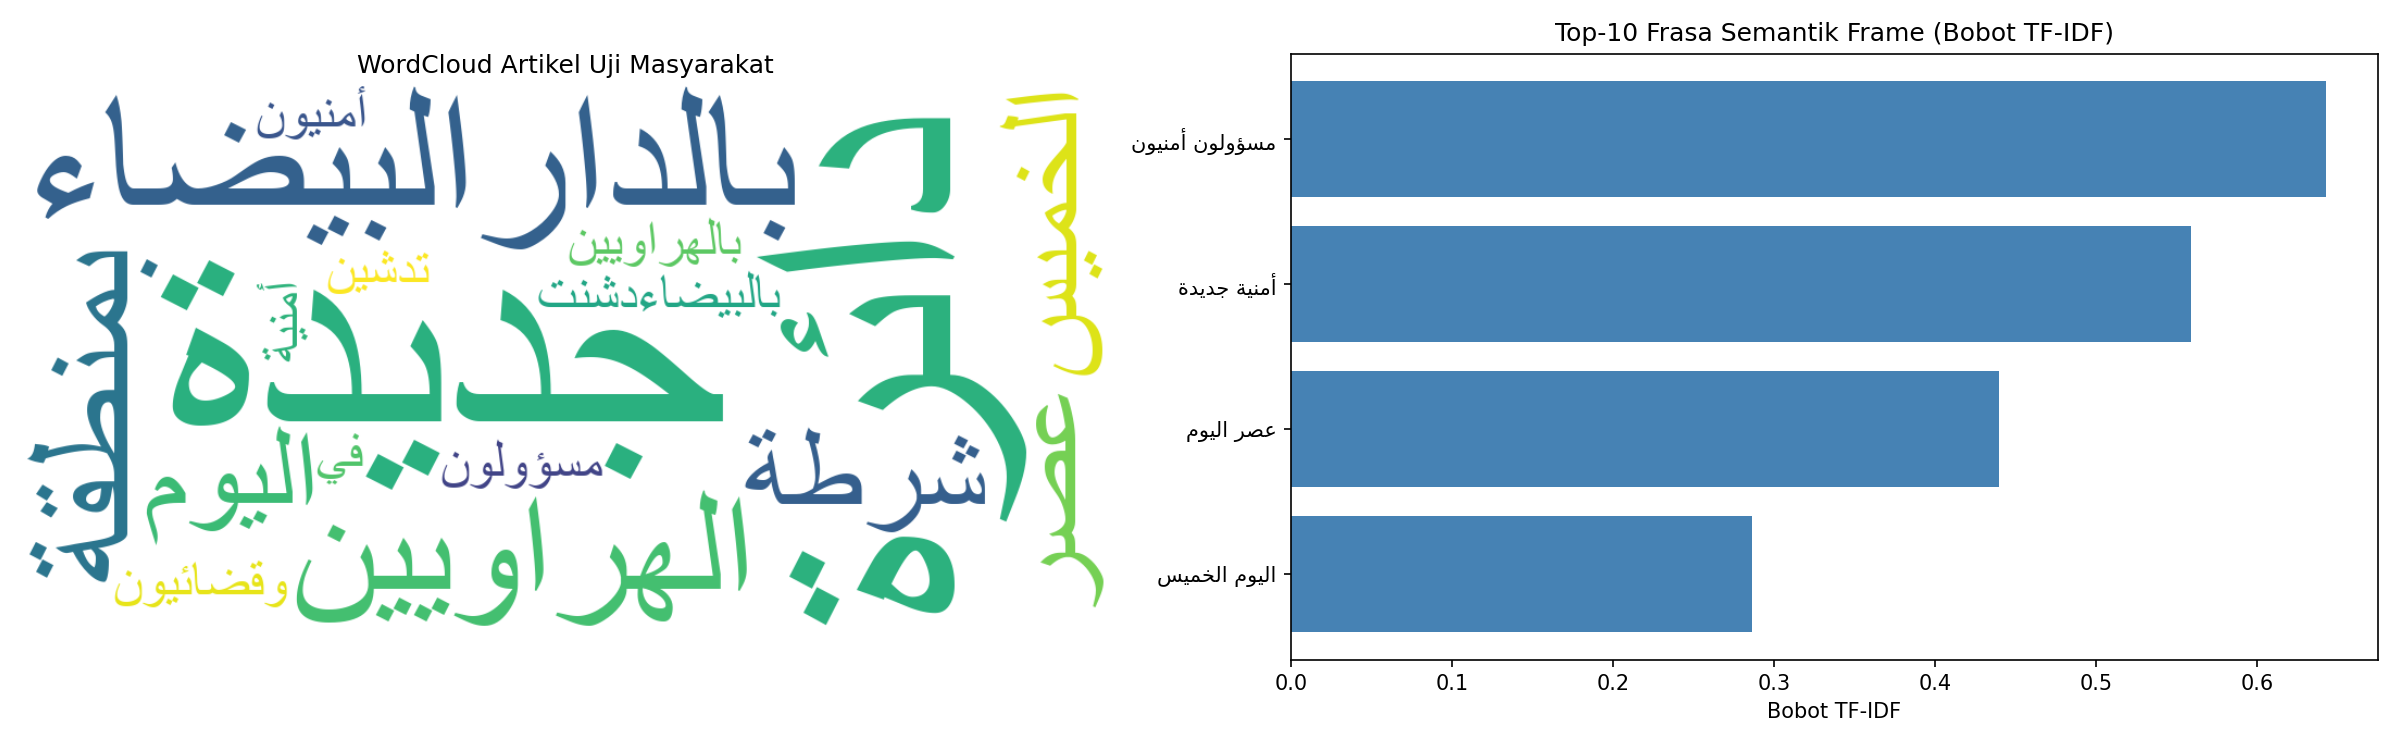 WordCloud Artikel Uji Masyarakat
أمنيون
بالدار البيضاء
دائرة
الخميس
بالهراويين
تدشين
بالبيضاءدشنت
أمنية
جديدة
بمنطقة
عصر
شرطة
مسؤولون
في
اليوم
الهراويين
وقضائيون
Top-10 Frasa Semantik Frame (Bobot TF-IDF)
مسؤولون أمنيون
أمنية جديدة
عصر اليوم
اليوم الخميس
0.0 0.1 0.2 0.3 0.4 0.5 0.6
Bobot TF-IDF